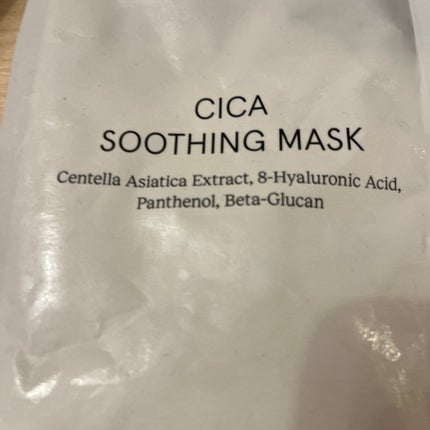 CICA
SOOTHING MASK
Centella Asiatica Extract, 8-Hyaluronic Acid,
Panthenol, Beta-Glucan